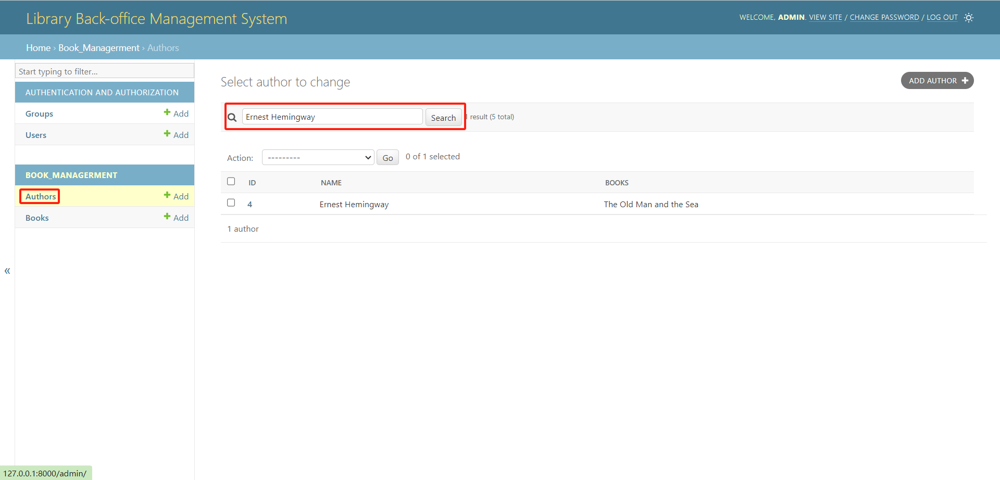 Library Back-office Management System
WELCOME, ADMIN. VIEW SITE / CHANGE PASSWORD / LOG OUT
Home › Book_Managerment › Authors
Start typing to filter...
AUTHENTICATION AND AUTHORIZATION
Groups + Add
Users + Add
BOOK_MANAGERMENT
Authors + Add
Books + Add
«
Select author to change
ADD AUTHOR +
Ernest Hemingway Search 1 result (5 total)
Action: --------- Go 0 of 1 selected
ID NAME BOOKS
4 Ernest Hemingway The Old Man and the Sea
1 author
127.0.0.1:8000/admin/